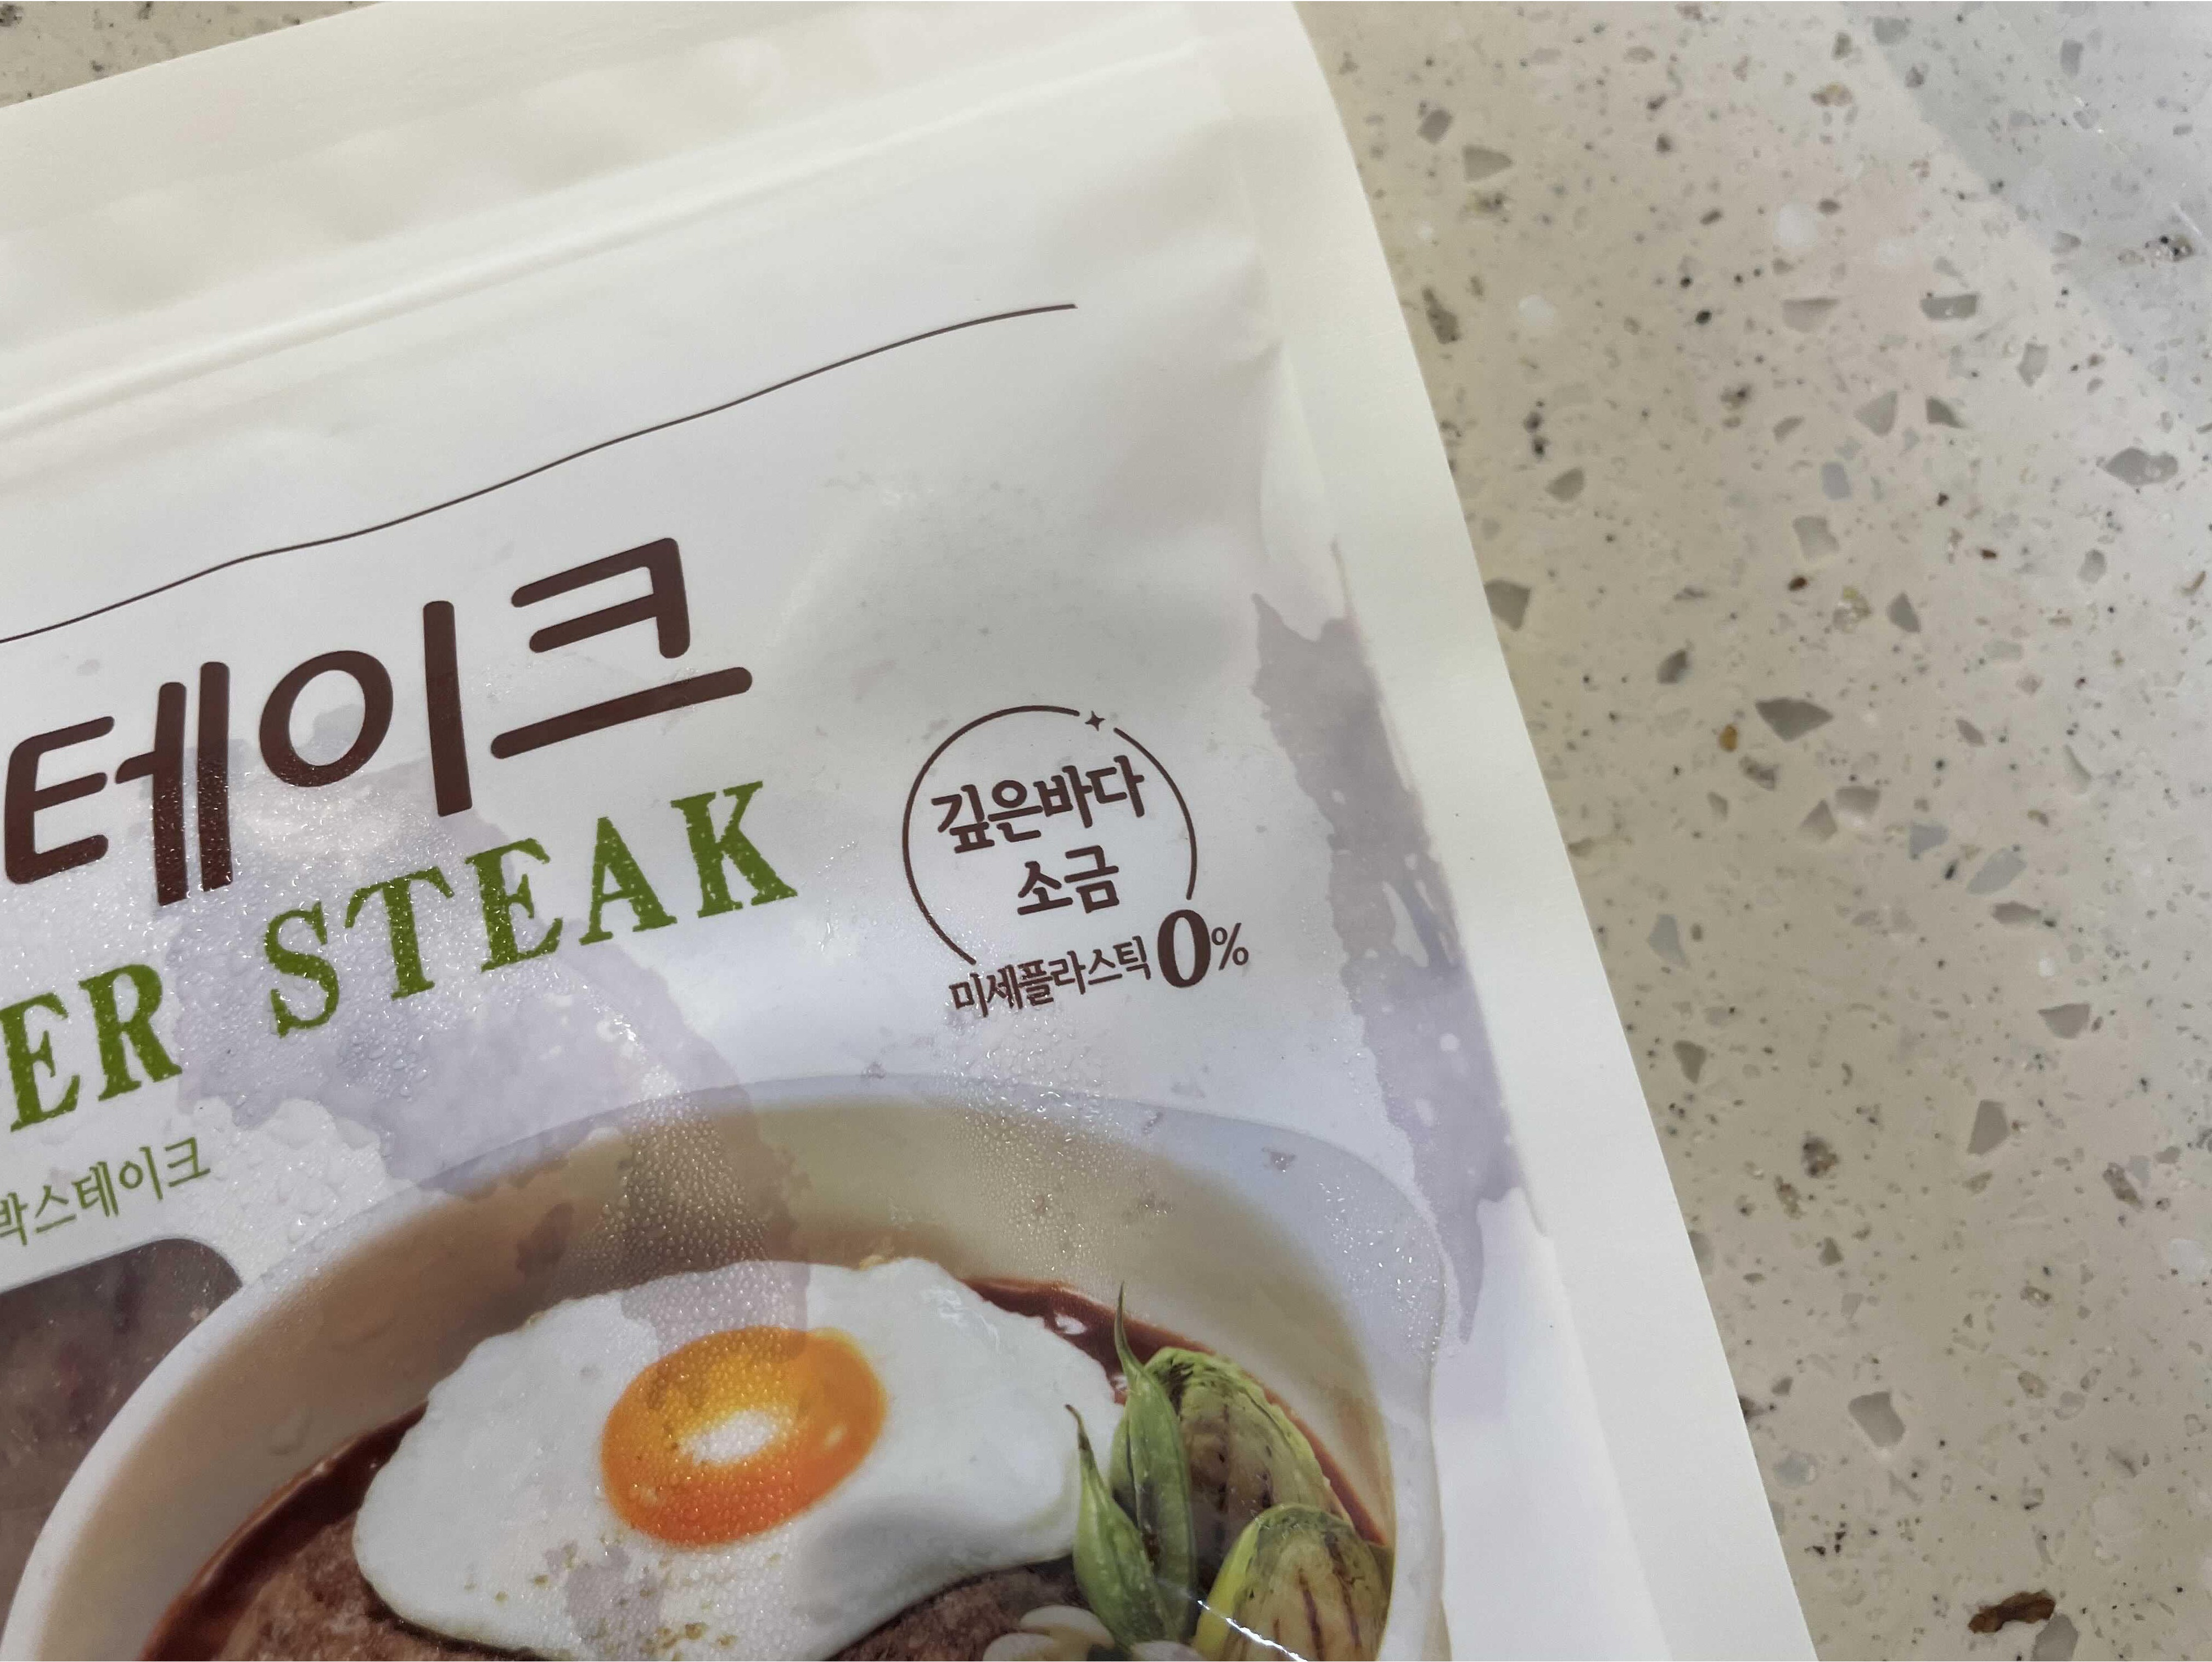 테이크
ER STEAK
박스테이크
깊은바다
소금
미세플라스틱 0%